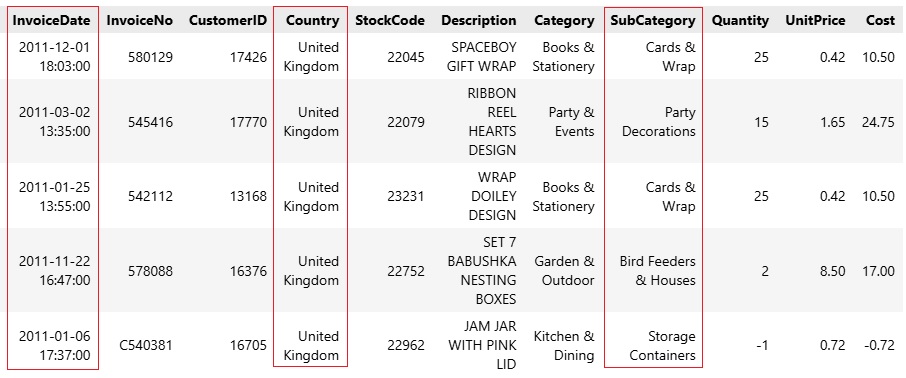 InvoiceDate InvoiceNo CustomerID Country StockCode Description Category SubCategory Quantity UnitPrice Cost
2011-12-01 18:03:00 580129 17426 United Kingdom 22045 SPACEBOY GIFT WRAP Books & Stationery Cards & Wrap 25 0.42 10.50
2011-03-02 13:35:00 545416 17770 United Kingdom 22079 RIBBON REEL HEARTS DESIGN Party & Events Party Decorations 15 1.65 24.75
2011-01-25 13:55:00 542112 13168 United Kingdom 23231 WRAP DOILEY DESIGN Books & Stationery Cards & Wrap 25 0.42 10.50
2011-11-22 16:47:00 578088 16376 United Kingdom 22752 SET 7 BABUSHKA NESTING BOXES Garden & Outdoor Bird Feeders & Houses 2 8.50 17.00
2011-01-06 17:37:00 C540381 16705 United Kingdom 22962 JAM JAR WITH PINK LID Kitchen & Dining Storage Containers -1 0.72 -0.72